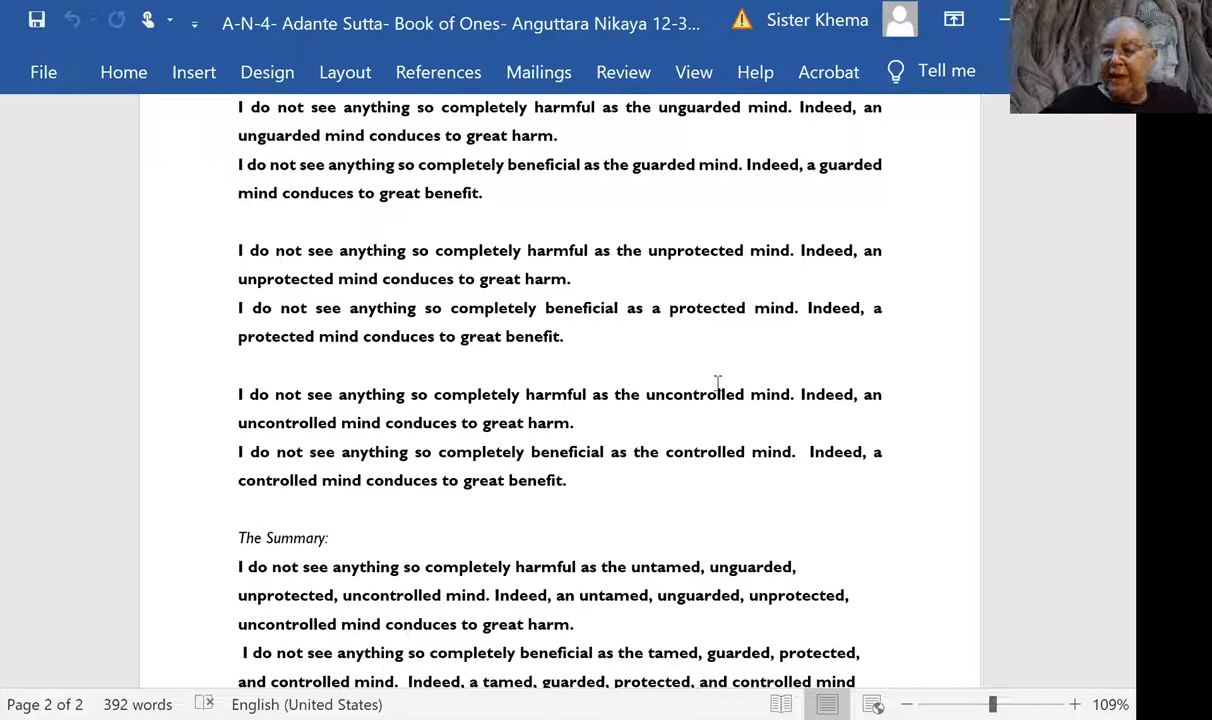 A-N-4- Adante Sutta- Book of Ones- Anguttara Nikaya 12-3... Sister Khema
File Home Insert Design Layout References Mailings Review View Help Acrobat Tell me
I do not see anything so completely harmful as the unguarded mind. Indeed, an
unguarded mind conduces to great harm.
I do not see anything so completely beneficial as the guarded mind. Indeed, a guarded
mind conduces to great benefit.
I do not see anything so completely harmful as the unprotected mind. Indeed, an
unprotected mind conduces to great harm.
I do not see anything so completely beneficial as a protected mind. Indeed, a
protected mind conduces to great benefit.
I do not see anything so completely harmful as the uncontrolled mind. Indeed, an
uncontrolled mind conduces to great harm.
I do not see anything so completely beneficial as the controlled mind. Indeed, a
controlled mind conduces to great benefit.
The Summary:
I do not see anything so completely harmful as the untamed, unguarded,
unprotected, uncontrolled mind. Indeed, an untamed, unguarded, unprotected,
uncontrolled mind conduces to great harm.
I do not see anything so completely beneficial as the tamed, guarded, protected,
and controlled mind. Indeed, a tamed, guarded, protected, and controlled mind
Page 2 of 2 392 words English (United States) 109%